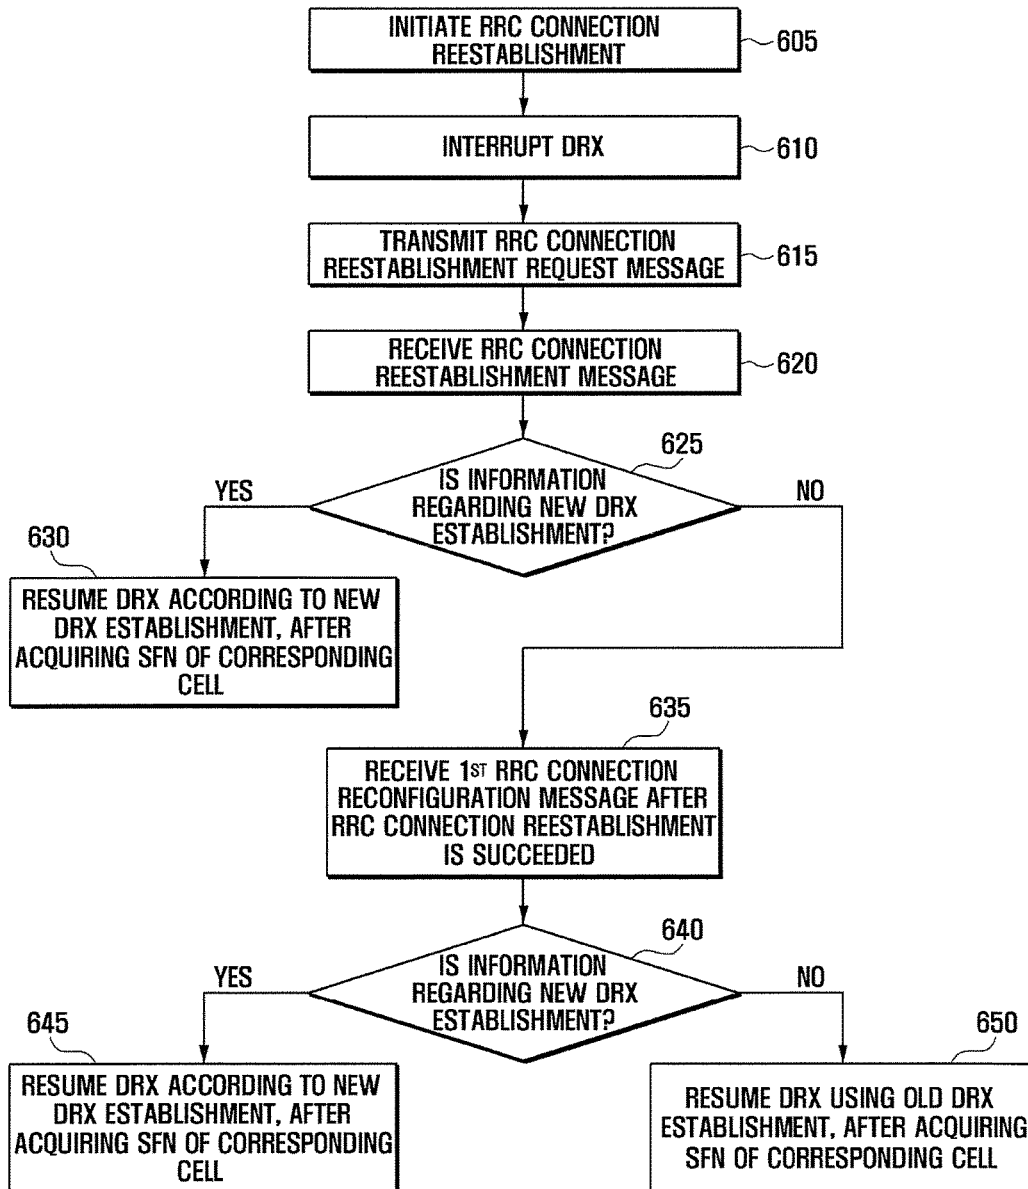 INITIATE RRC CONNECTION
REESTABLISHMENT
605
INTERRUPT DRX
610
TRANSMIT RRC CONNECTION
REESTABLISHMENT REQUEST MESSAGE
615
RECEIVE RRC CONNECTION
REESTABLISHMENT MESSAGE
620
625
IS INFORMATION
REGARDING NEW DRX
ESTABLISHMENT?
YES
NO
630
RESUME DRX ACCORDING TO NEW
DRX ESTABLISHMENT, AFTER
ACQUIRING SFN OF CORRESPONDING
CELL
635
RECEIVE 1ST RRC CONNECTION
RECONFIGURATION MESSAGE AFTER
RRC CONNECTION REESTABLISHMENT
IS SUCCEEDED
640
IS INFORMATION
REGARDING NEW DRX
ESTABLISHMENT?
YES
NO
645
RESUME DRX ACCORDING TO NEW
DRX ESTABLISHMENT, AFTER
ACQUIRING SFN OF CORRESPONDING
CELL
650
RESUME DRX USING OLD DRX
ESTABLISHMENT, AFTER ACQUIRING
SFN OF CORRESPONDING CELL